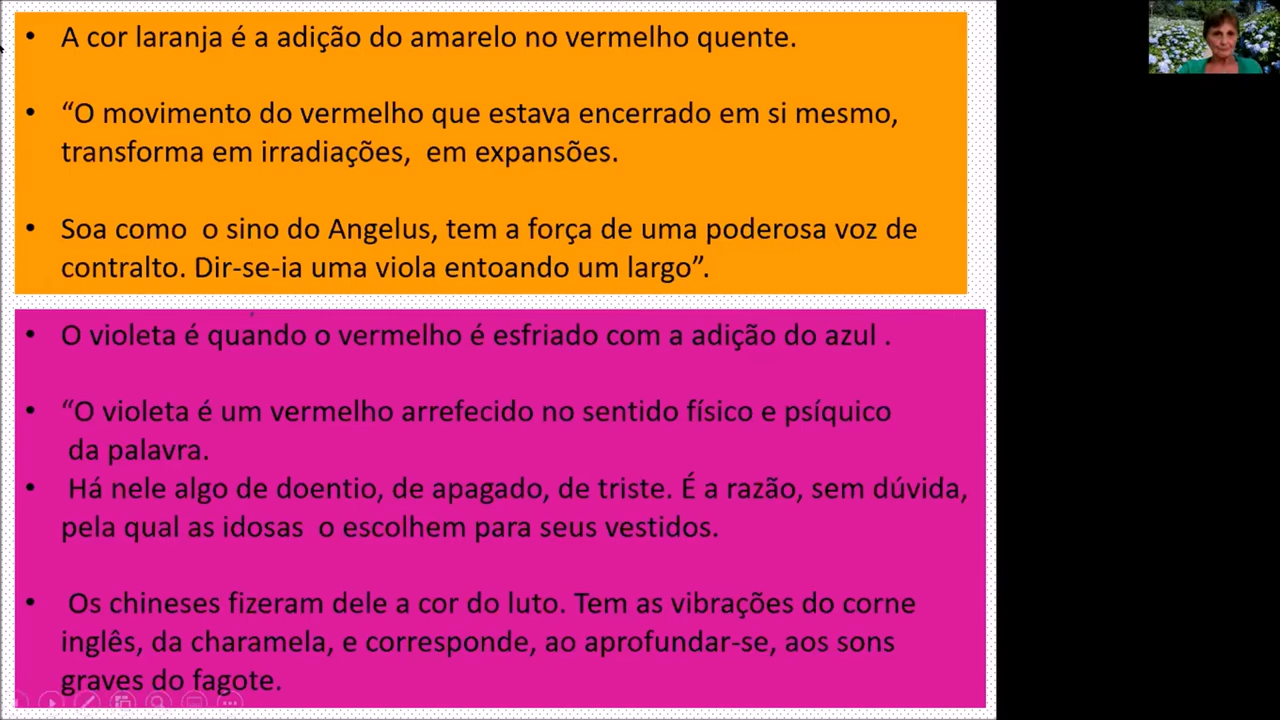 • A cor laranja é a adição do amarelo no vermelho quente.
• “O movimento do vermelho que estava encerrado em si mesmo,
transforma em irradiações,  em expansões.
• Soa como  o sino do Angelus, tem a força de uma poderosa voz de
contralto. Dir-se-ia uma viola entoando um largo”.
• O violeta é quando o vermelho é esfriado com a adição do azul .
• “O violeta é um vermelho arrefecido no sentido físico e psíquico
da palavra.
• Há nele algo de doentio, de apagado, de triste. É a razão, sem dúvida,
pela qual as idosas  o escolhem para seus vestidos.
• Os chineses fizeram dele a cor do luto. Tem as vibrações do corne
inglês, da charamela, e corresponde, ao aprofundar-se, aos sons
graves do fagote.